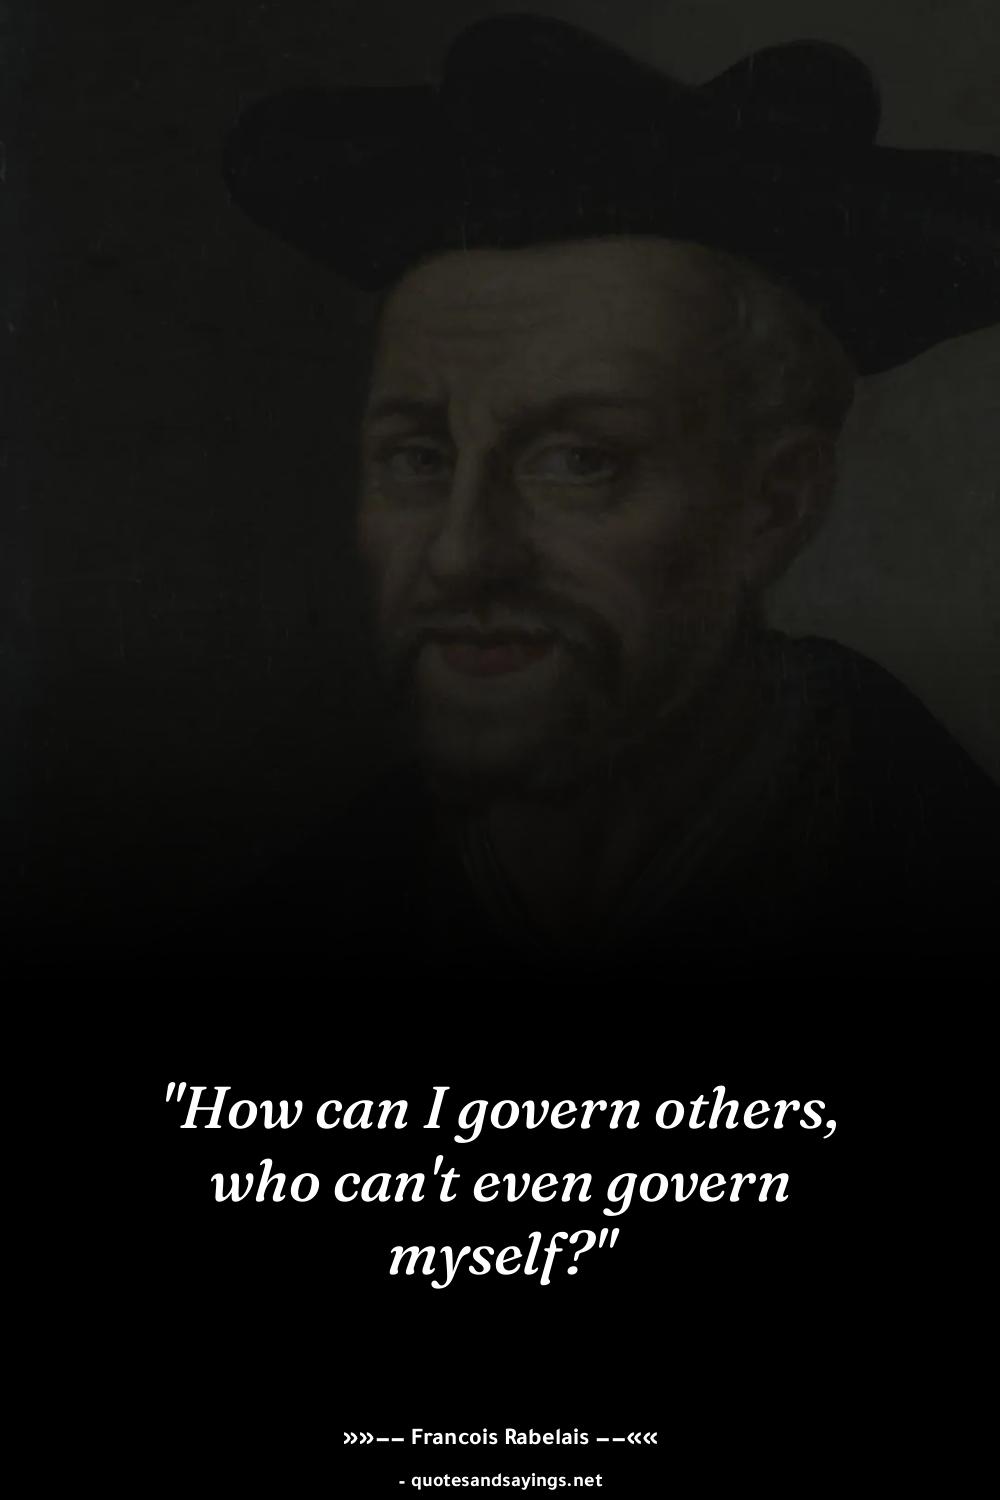 "How can I govern others,
who can't even govern
myself?"
»»−− Francois Rabelais −−««
- quotesandsayings.net